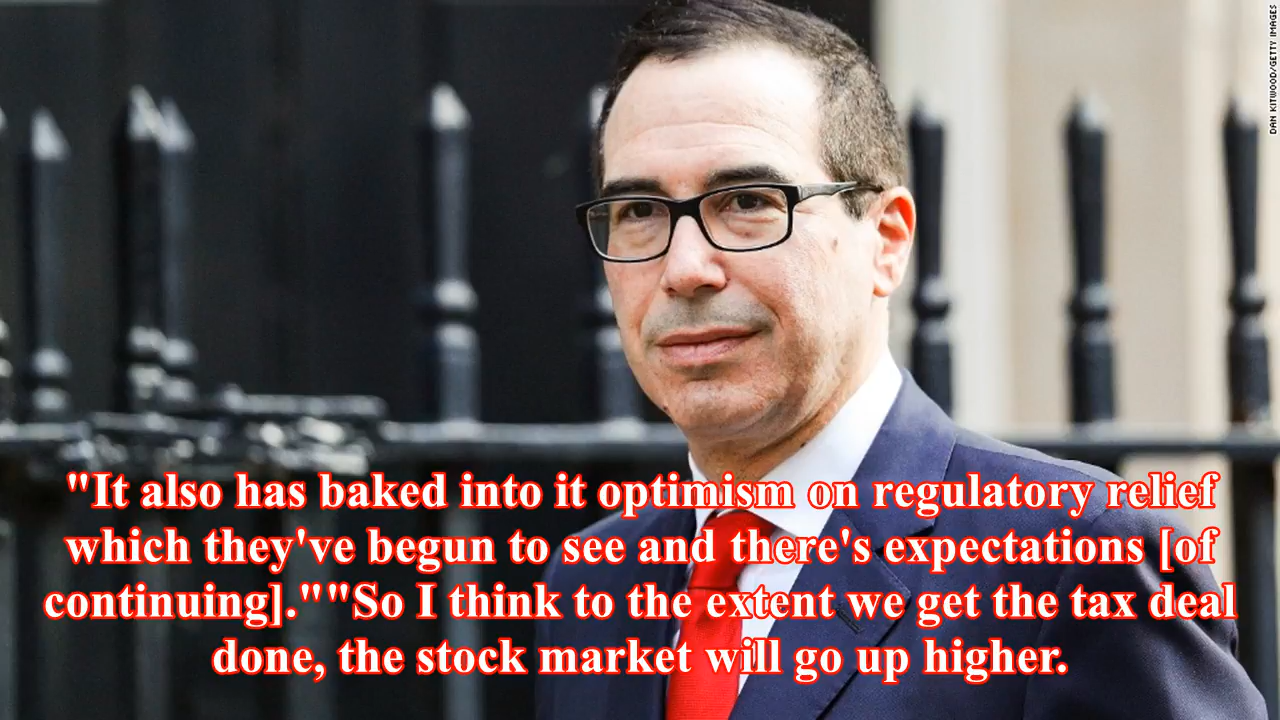 DAN KITWOOD/GETTY IMAGES
"It also has baked into it optimism on regulatory relief
which they've begun to see and there's expectations [of
continuing].""So I think to the extent we get the tax deal
done, the stock market will go up higher.